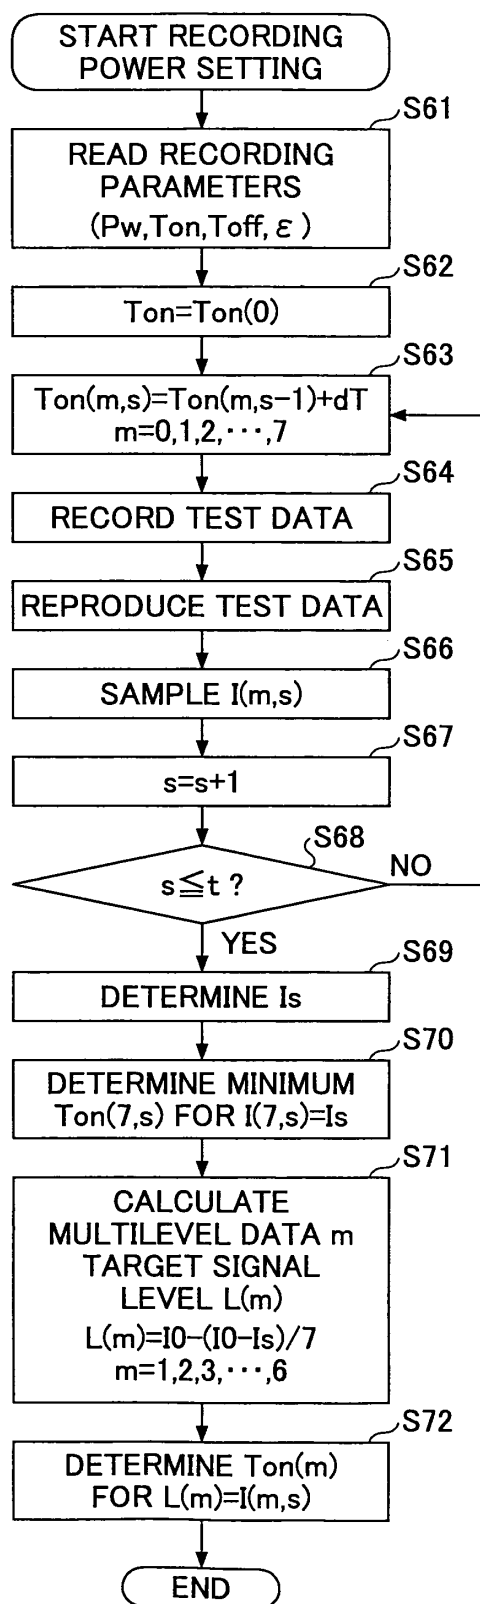 START RECORDING
POWER SETTING
S61
READ RECORDING
PARAMETERS
(Pw,Ton,Toff,ε)
S62
Ton=Ton(0)
S63
Ton(m,s)=Ton(m,s-1)+dT
m=0,1,2,···,7
S64
RECORD TEST DATA
S65
REPRODUCE TEST DATA
S66
SAMPLE I(m,s)
S67
s=s+1
S68
s≦t ?
NO
YES
S69
DETERMINE Is
S70
DETERMINE MINIMUM
Ton(7,s) FOR I(7,s)=Is
S71
CALCULATE
MULTILEVEL DATA m
TARGET SIGNAL
LEVEL L(m)
L(m)=I0-(I0-Is)/7
m=1,2,3,···,6
S72
DETERMINE Ton(m)
FOR L(m)=I(m,s)
END